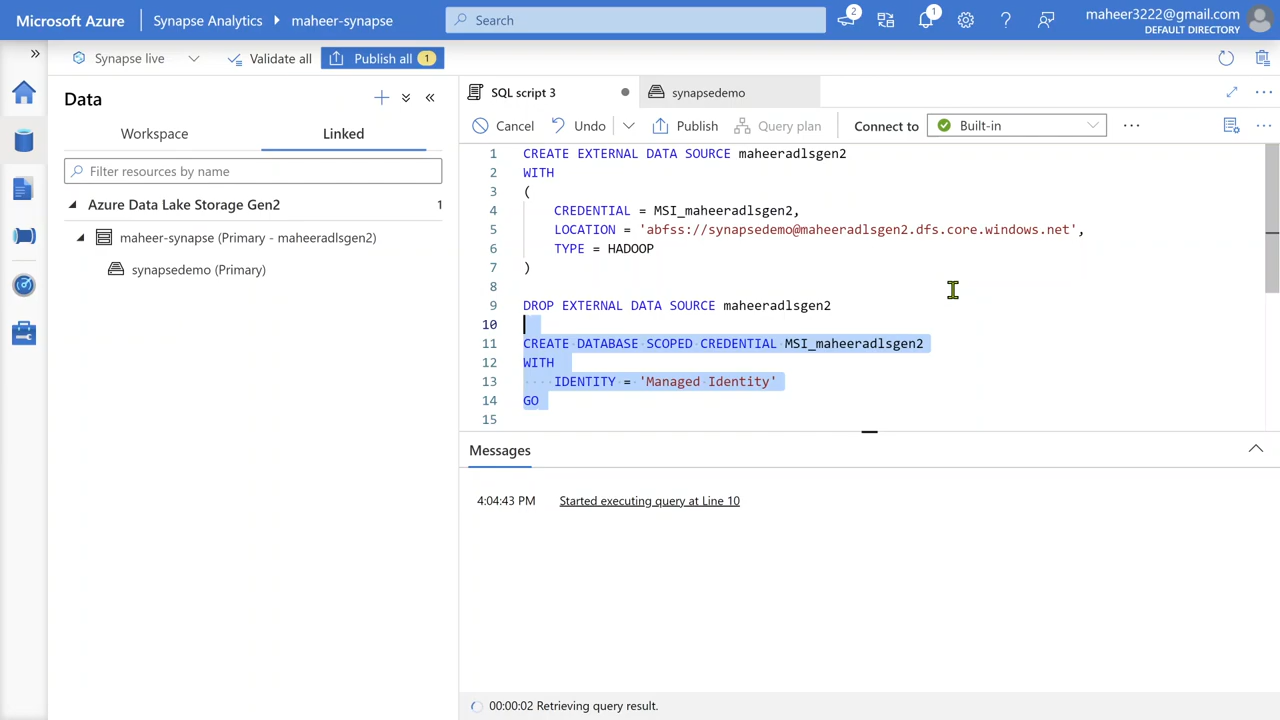 Microsoft Azure
Synapse Analytics
maheer-synapse
Search
2
1
maheer3222@gmail.com
DEFAULT DIRECTORY
Synapse live
Validate all
Publish all
1
Data
Workspace
Linked
Filter resources by name
Azure Data Lake Storage Gen2
1
maheer-synapse (Primary - maheeradlsgen2)
synapsedemo (Primary)
SQL script 3
synapsedemo
Cancel
Undo
Publish
Query plan
Connect to
Built-in
1 CREATE EXTERNAL DATA SOURCE maheeradlsgen2
2 WITH
3 (
4 CREDENTIAL = MSI_maheeradlsgen2,
5 LOCATION = 'abfss://synapsedemo@maheeradlsgen2.dfs.core.windows.net',
6 TYPE = HADOOP
7 )
8
9 DROP EXTERNAL DATA SOURCE maheeradlsgen2
10
11 CREATE DATABASE SCOPED CREDENTIAL MSI_maheeradlsgen2
12 WITH
13 IDENTITY = 'Managed Identity'
14 GO
15
Messages
4:04:43 PM Started executing query at Line 10
00:00:02 Retrieving query result.